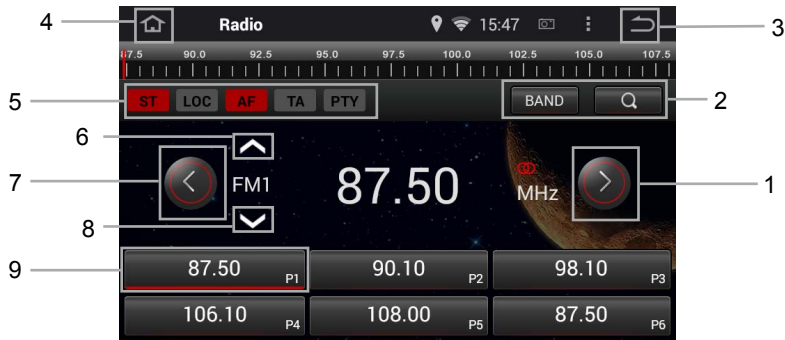 4 Radio 15:47 3
87.5 90.0 92.5 95.0 97.5 100.0 102.5 105.0 107.5
5 ST LOC AF TA PTY BAND 2
6
7 FM1 87.50 MHz 1
8
9 87.50 P1 90.10 P2 98.10 P3
106.10 P4 108.00 P5 87.50 P6